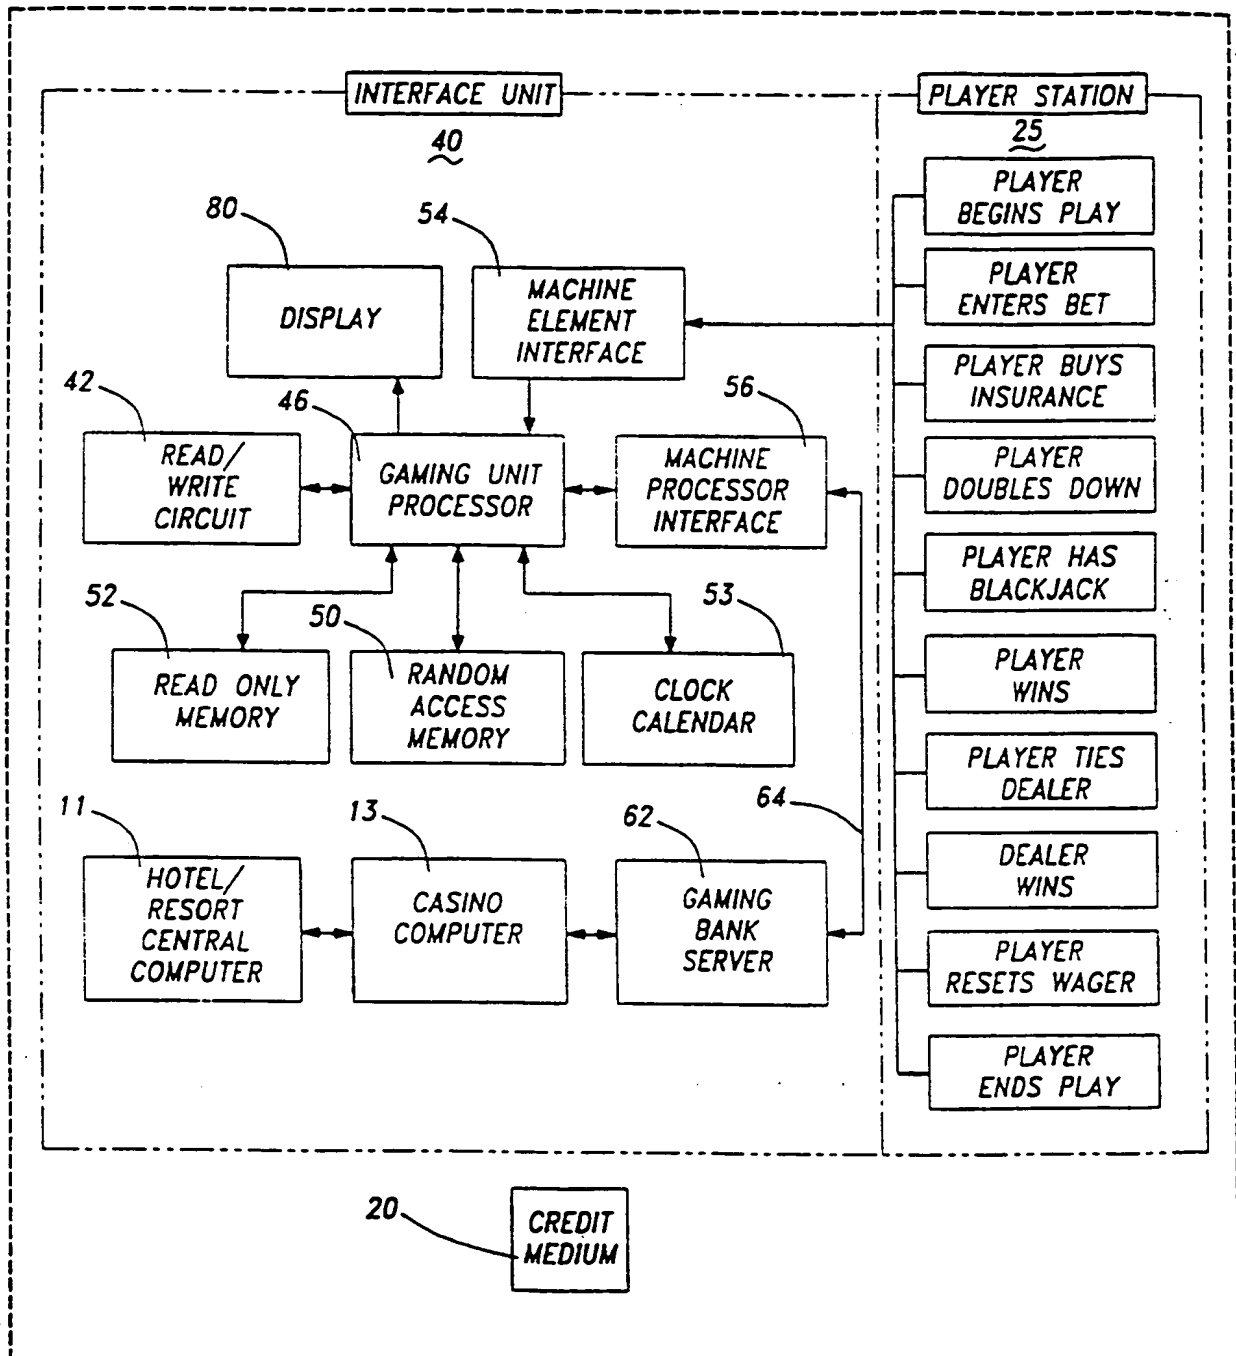 INTERFACE UNIT
40
PLAYER STATION
25
80
DISPLAY
54
MACHINE
ELEMENT
INTERFACE
42
READ/
WRITE
CIRCUIT
46
GAMING UNIT
PROCESSOR
56
MACHINE
PROCESSOR
INTERFACE
52
READ ONLY
MEMORY
50
RANDOM
ACCESS
MEMORY
53
CLOCK
CALENDAR
11
HOTEL/
RESORT
CENTRAL
COMPUTER
13
CASINO
COMPUTER
62
GAMING
BANK
SERVER
64
PLAYER
BEGINS PLAY
PLAYER
ENTERS BET
PLAYER BUYS
INSURANCE
PLAYER
DOUBLES DOWN
PLAYER HAS
BLACKJACK
PLAYER
WINS
PLAYER TIES
DEALER
DEALER
WINS
PLAYER
RESETS WAGER
PLAYER
ENDS PLAY
20
CREDIT
MEDIUM